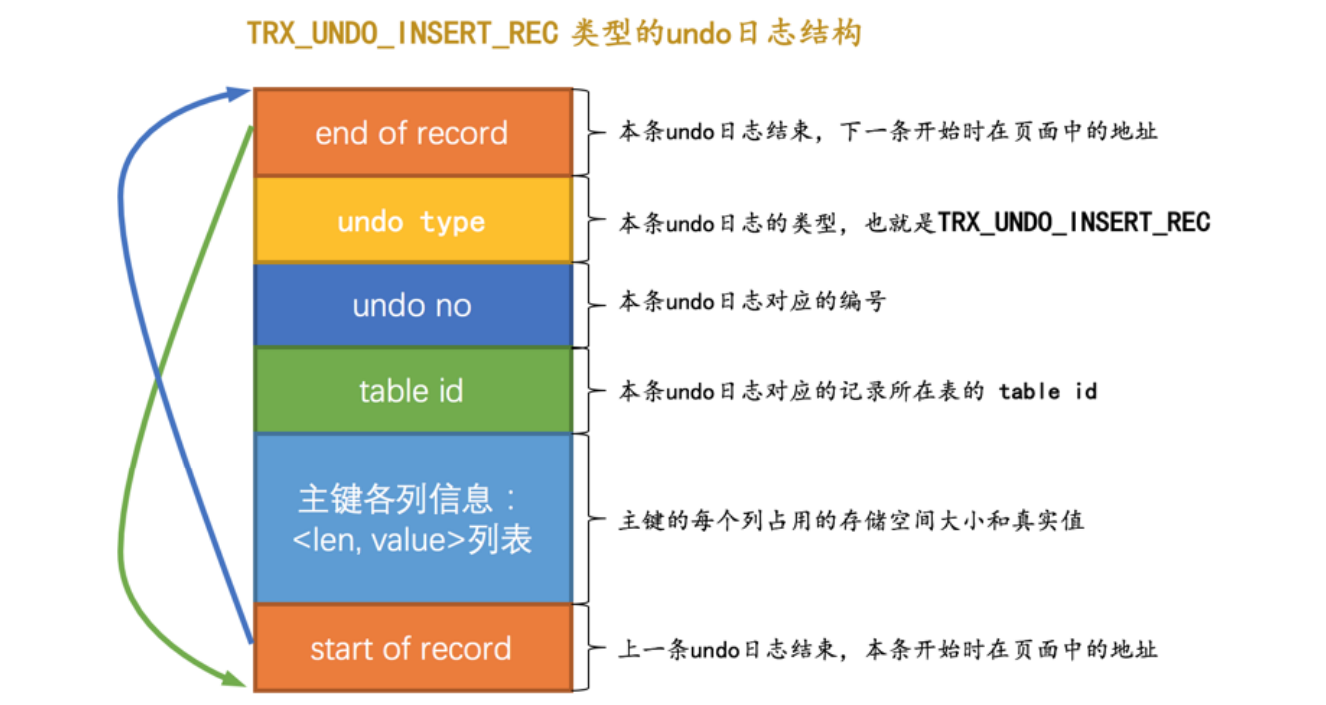 TRX_UNDO_INSERT_REC 类型的undo日志结构
end of record
本条undo日志结束，下一条开始时在页面中的地址
undo type
本条undo日志的类型，也就是TRX_UNDO_INSERT_REC
undo no
本条undo日志对应的编号
table id
本条undo日志对应的记录所在表的 table id
主键各列信息：
<len, value>列表
主键的每个列占用的存储空间大小和真实值
start of record
上一条undo日志结束，本条开始时在页面中的地址